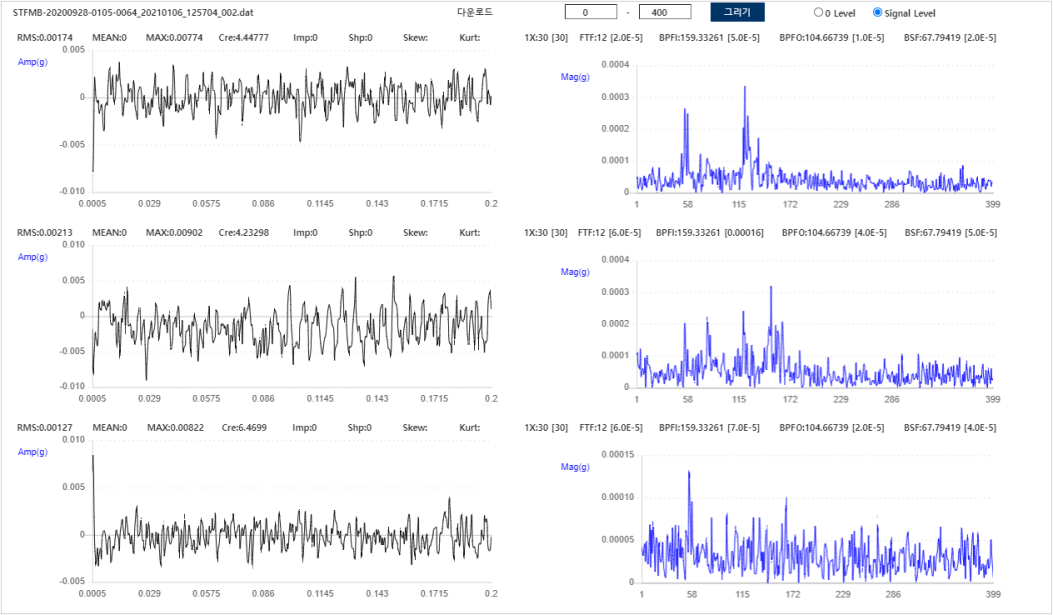 STFMB-20200928-0105-0064_20210106_125704_002.dat 다운로드 0 - 400 그리기 0 Level Signal Level
RMS:0.00174 MEAN:0 MAX:0.00774 Cre:4.44777 Imp:0 Shp:0 Skew: Kurt: 1X:30 [30] FTF:12 [2.0E-5] BPFI:159.33261 [5.0E-5] BPFO:104.66739 [1.0E-5] BSF:67.79419 [2.0E-5]
Amp(g)
0.005
0
-0.005
-0.010
0.0005 0.029 0.0575 0.086 0.1145 0.143 0.1715 0.2
Mag(g)
0.0004
0.0003
0.0002
0.0001
0
1 58 115 172 229 286 399
RMS:0.00213 MEAN:0 MAX:0.00902 Cre:4.23298 Imp:0 Shp:0 Skew: Kurt: 1X:30 [30] FTF:12 [6.0E-5] BPFI:159.33261 [0.00016] BPFO:104.66739 [4.0E-5] BSF:67.79419 [5.0E-5]
Amp(g)
0.010
0.005
0
-0.005
-0.010
0.0005 0.029 0.0575 0.086 0.1145 0.143 0.1715 0.2
Mag(g)
0.0004
0.0003
0.0002
0.0001
0
1 58 115 172 229 286 399
RMS:0.00127 MEAN:0 MAX:0.00822 Cre:6.4699 Imp:0 Shp:0 Skew: Kurt: 1X:30 [30] FTF:12 [6.0E-5] BPFI:159.33261 [7.0E-5] BPFO:104.66739 [2.0E-5] BSF:67.79419 [4.0E-5]
Amp(g)
0.010
0.005
0
-0.005
0.0005 0.029 0.0575 0.086 0.1145 0.143 0.1715 0.2
Mag(g)
0.00015
0.00010
0.00005
0
1 58 115 172 229 286 399